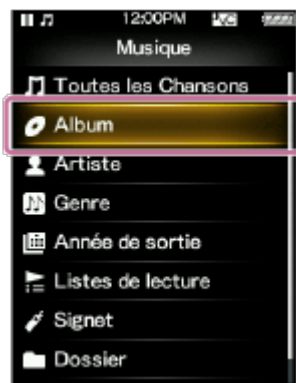 12:00PM
Musique
Toutes les Chansons
Album
Artiste
Genre
Année de sortie
Listes de lecture
Signet
Dossier